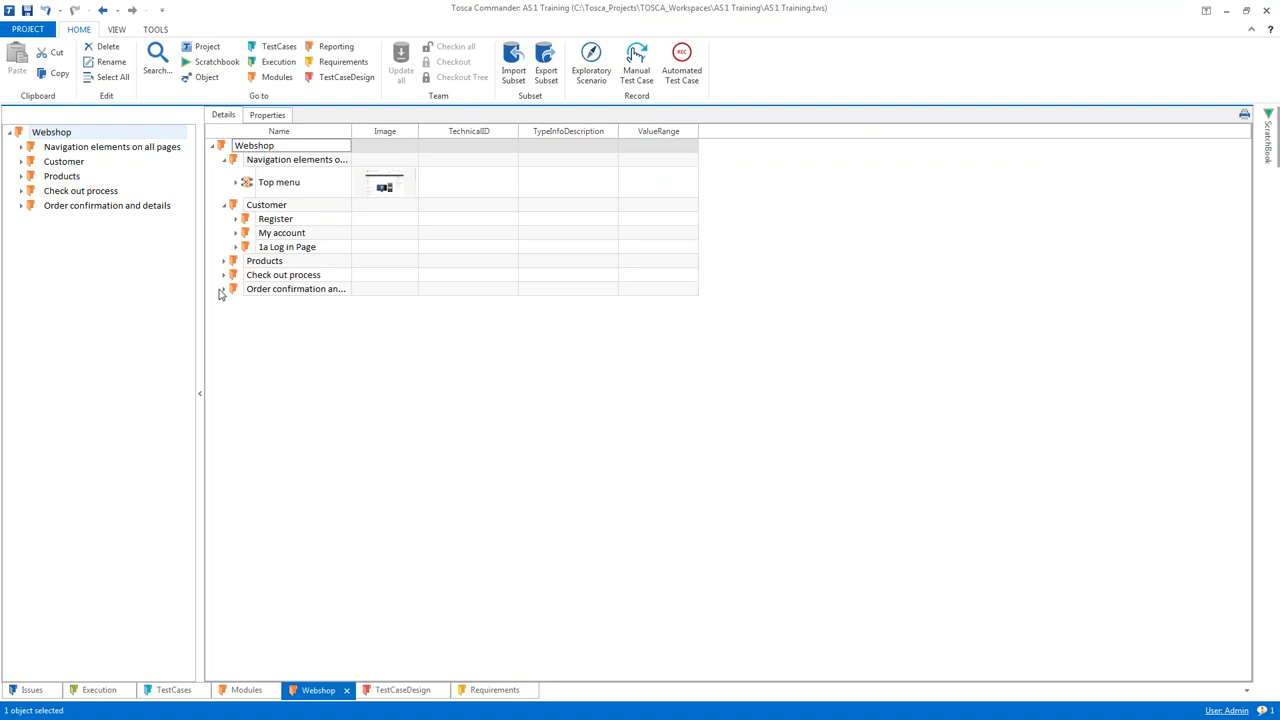 Tosca Commander: AS 1 Training (C:\Tosca_Projects\TOSCA_Workspaces\AS 1 Training\AS 1 Training.tws)
PROJECT HOME VIEW TOOLS
Paste
Cut
Copy
Clipboard
Delete
Rename
Select All
Edit
Search...
Project
Scratchbook
Object
TestCases
Execution
Modules
Reporting
Requirements
TestCaseDesign
Go to
Update all
Checkin all
Checkout
Checkout Tree
Team
Import Subset
Export Subset
Subset
Exploratory Scenario
Manual Test Case
REC
Automated Test Case
Record
Webshop
Navigation elements on all pages
Customer
Products
Check out process
Order confirmation and details
Details Properties
Name Image TechnicalID TypeInfoDescription ValueRange
Webshop
Navigation elements o...
Top menu
Customer
Register
My account
1a Log in Page
Products
Check out process
Order confirmation an...
ScratchBook
Issues Execution TestCases Modules Webshop TestCaseDesign Requirements
1 object selected
User: Admin 1